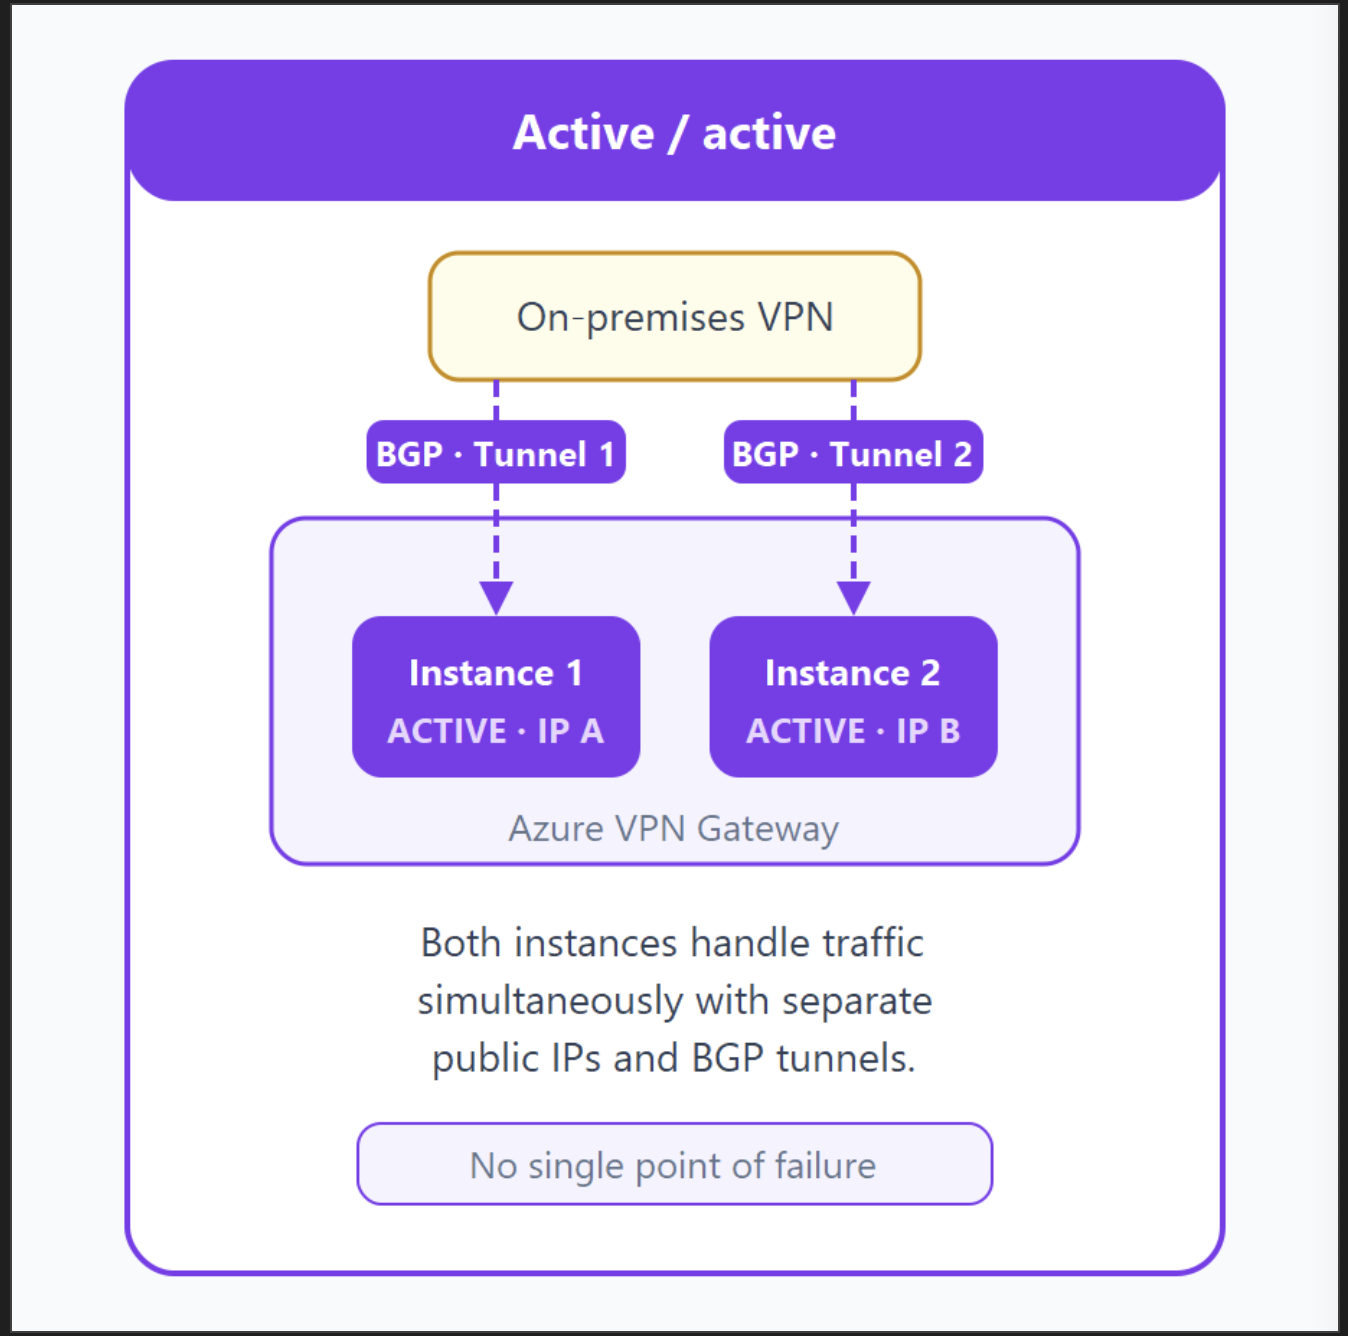 Active / active
On-premises VPN
BGP · Tunnel 1
BGP · Tunnel 2
Instance 1
ACTIVE · IP A
Instance 2
ACTIVE · IP B
Azure VPN Gateway
Both instances handle traffic
simultaneously with separate
public IPs and BGP tunnels.
No single point of failure